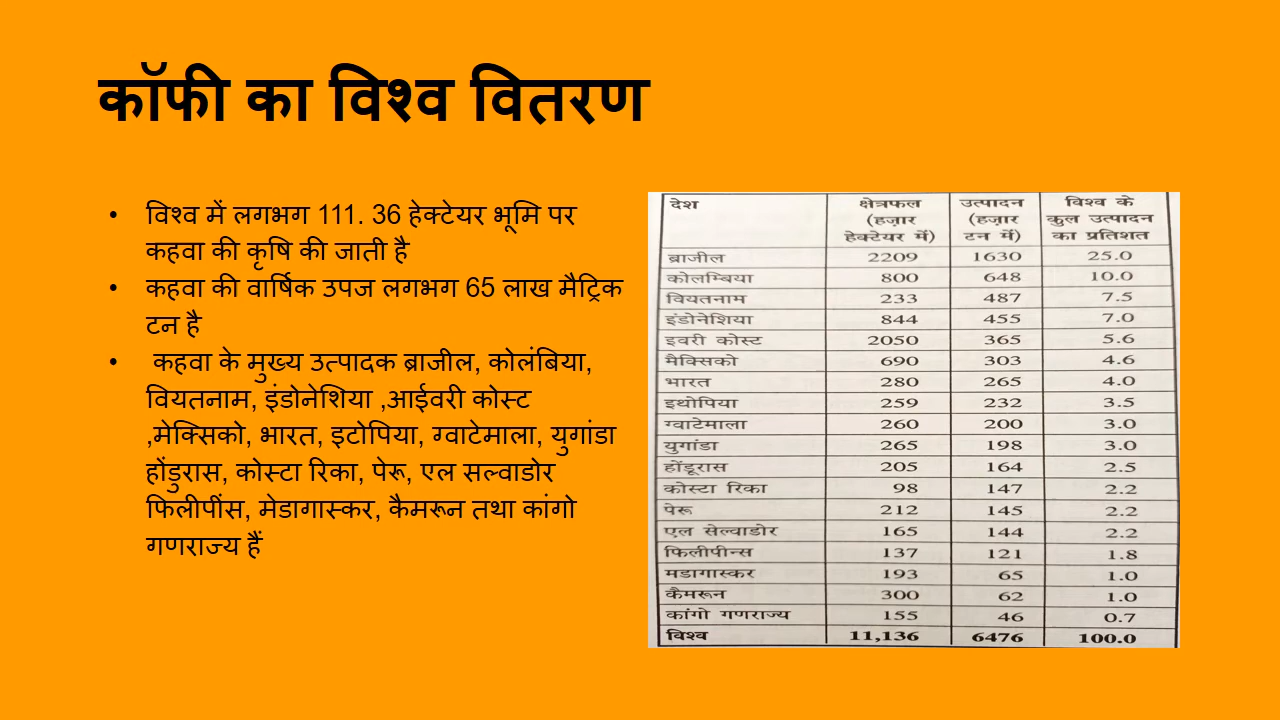 कॉफी का विश्व वितरण
• विश्व में लगभग 111. 36 हेक्टेयर भूमि पर
कहवा की कृषि की जाती है
• कहवा की वार्षिक उपज लगभग 65 लाख मैट्रिक
टन है
• कहवा के मुख्य उत्पादक ब्राजील, कोलंबिया,
वियतनाम, इंडोनेशिया ,आईवरी कोस्ट
,मेक्सिको, भारत, इटोपिया, ग्वाटेमाला, युगांडा
होंडुरास, कोस्टा रिका, पेरू, एल सल्वाडोर
फिलीपींस, मेडागास्कर, कैमरून तथा कांगो
गणराज्य हैं
देश क्षेत्रफल उत्पादन विश्व के
(हज़ार (हज़ार कुल उत्पादन
हेक्टेयर में) टन में) का प्रतिशत
ब्राजील 2209 1630 25.0
कोलम्बिया 800 648 10.0
वियतनाम 233 487 7.5
इंडोनेशिया 844 455 7.0
इवरी कोस्ट 2050 365 5.6
मैक्सिको 690 303 4.6
भारत 280 265 4.0
इथोपिया 259 232 3.5
ग्वाटेमाला 260 200 3.0
युगांडा 265 198 3.0
होंडूरास 205 164 2.5
कोस्टा रिका 98 147 2.2
पेरू 212 145 2.2
एल सेल्वाडोर 165 144 2.2
फिलीपीन्स 137 121 1.8
मडागास्कर 193 65 1.0
कैमरून 300 62 1.0
कांगो गणराज्य 155 46 0.7
विश्व 11,136 6476 100.0